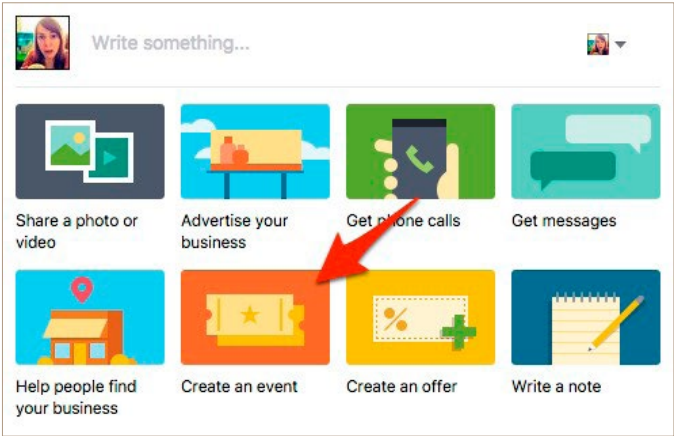 Write something...
Share a photo or
video
Advertise your
business
Get phone calls
Get messages
Help people find
your business
Create an event
Create an offer
Write a note